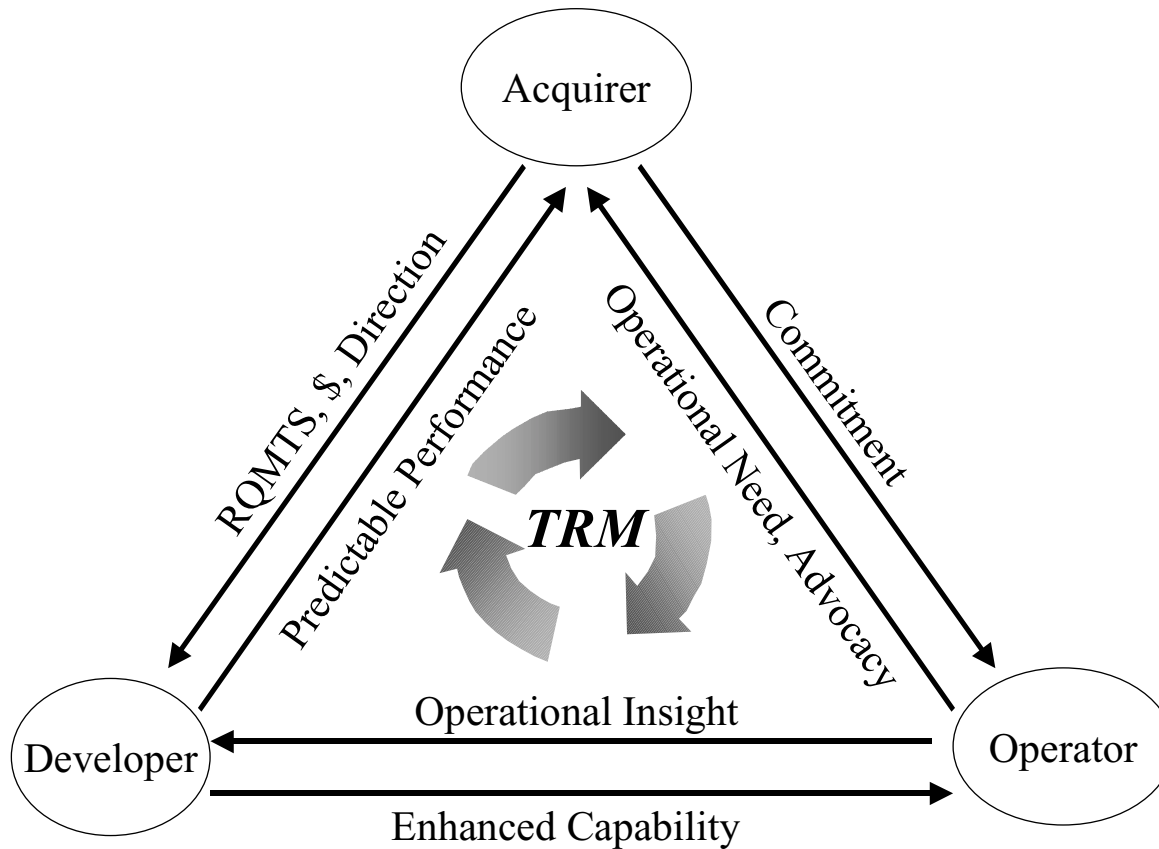 Acquirer
RQMTS, $, Direction
Predictable Performance
Operational Need, Advocacy
Commitment
TRM
Operational Insight
Developer
Operator
Enhanced Capability